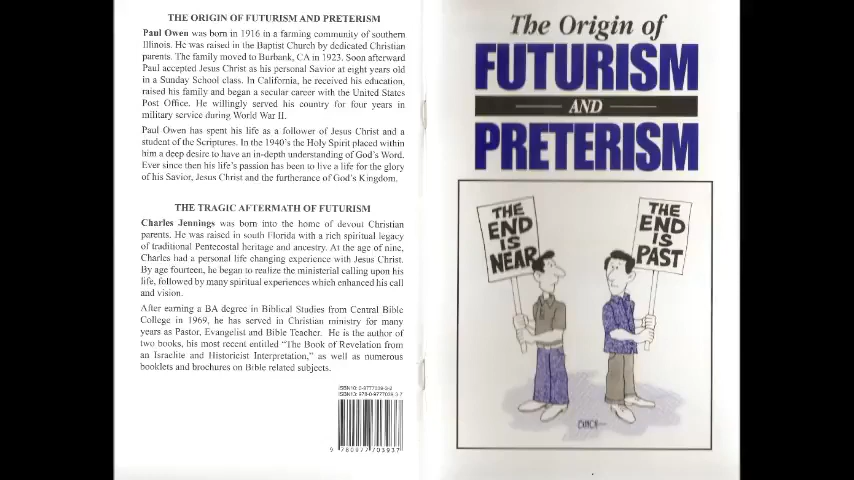 THE ORIGIN OF FUTURISM AND PRETERISM
Paul Owen was born in 1916 in a farming community of southern
Illinois. He was raised in the Baptist Church by dedicated Christian
parents. The family moved to Burbank, CA in 1923. Soon afterward
Paul accepted Jesus Christ as his personal Savior at eight years old
in a Sunday School class. In California, he received his education,
raised his family and began a secular career with the United States
Post Office. He willingly served his country for four years in
military service during World War II.
Paul Owen has spent his life as a follower of Jesus Christ and a
student of the Scriptures. In the 1940's the Holy Spirit placed within
him a deep desire to have an in-depth understanding of God's Word.
Ever since then his life's passion has been to live a life for the glory
of his Savior, Jesus Christ and the furtherance of God's Kingdom.
THE TRAGIC AFTERMATH OF FUTURISM
Charles Jennings was born into the home of devout Christian
parents. He was raised in south Florida with a rich spiritual legacy
of traditional Pentecostal heritage and ancestry. At the age of nine,
Charles had a personal life changing experience with Jesus Christ.
By age fourteen, he began to realize the ministerial calling upon his
life, followed by many spiritual experiences which enhanced his call
and vision.
After earning a BA degree in Biblical Studies from Central Bible
College in 1969, he has served in Christian ministry for many
years as Pastor, Evangelist and Bible Teacher. He is the author of
two books, his most recent entitled "The Book of Revelation from
an Israelite and Historicist Interpretation," as well as numerous
booklets and brochures on Bible related subjects.
9 780977 703937
The Origin of
FUTURISM
AND
PRETERISM
THE
END
IS
NEAR
THE
END
IS
PAST